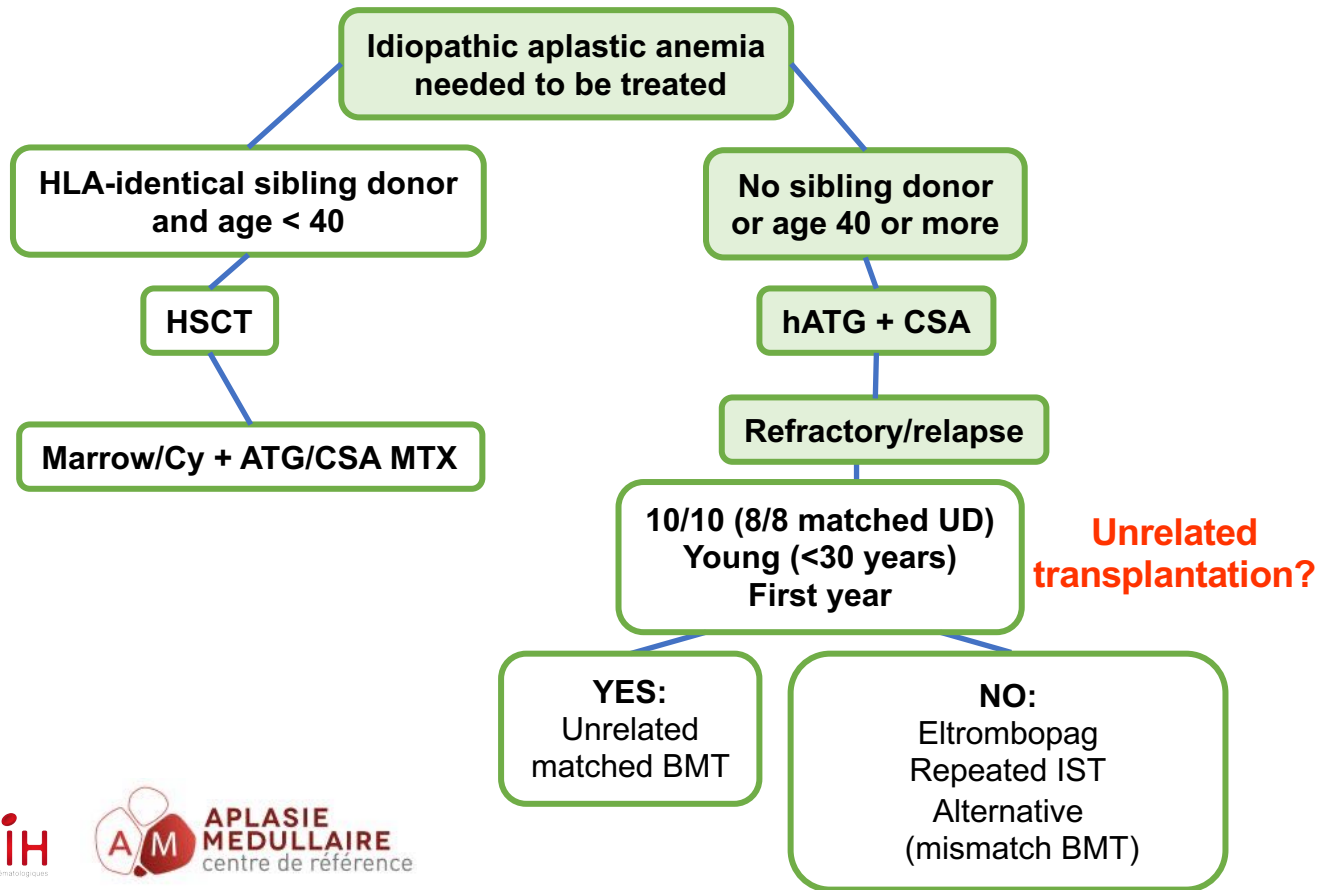 Idiopathic aplastic anemia
needed to be treated
HLA-identical sibling donor
and age < 40
No sibling donor
or age 40 or more
HSCT
hATG + CSA
Marrow/Cy + ATG/CSA MTX
Refractory/relapse
10/10 (8/8 matched UD)
Young (<30 years)
First year
Unrelated
transplantation?
YES:
Unrelated
matched BMT
NO:
Eltrombopag
Repeated IST
Alternative
(mismatch BMT)
iH
ématologiques
AM
APLASIE
MEDULLAIRE
centre de référence